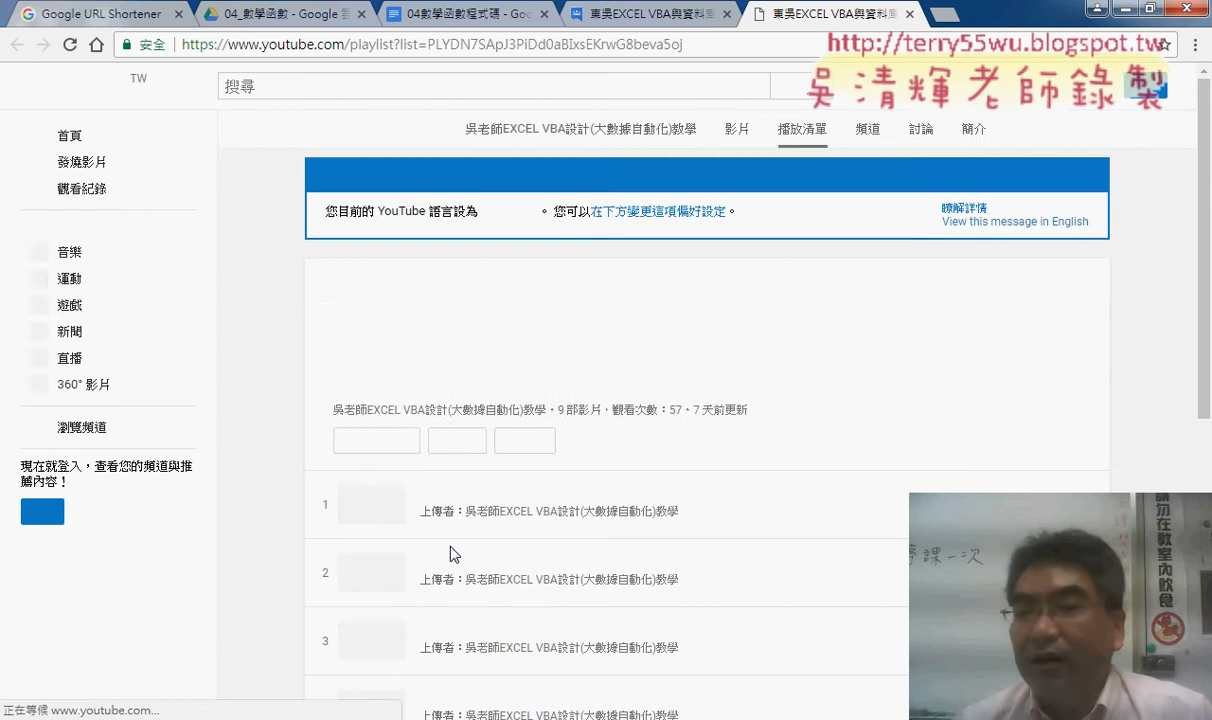 Google URL Shortener
04_數學函數 - Google 雲
04數學函數程式碼 - Goo
東吳EXCEL VBA與資料庫
東吳EXCEL VBA與資料庫
安全
https://www.youtube.com/playlist?list=PLYDN7SApJ3PiDd0aBIxsEKrwG8beva5oj
http://terry55wu.blogspot.tw
吳清輝老師錄製
TW
搜尋
吳老師EXCEL VBA設計(大數據自動化)教學
影片
播放清單
頻道
討論
簡介
首頁
發燒影片
觀看紀錄
音樂
運動
遊戲
新聞
直播
360° 影片
瀏覽頻道
現在就登入，查看您的頻道與推
薦內容！
您目前的 YouTube 語言設為 。 您可以在下方變更這項偏好設定。
瞭解詳情
View this message in English
吳老師EXCEL VBA設計(大數據自動化)教學・9 部影片・觀看次數：57・7 天前更新
1
上傳者：吳老師EXCEL VBA設計(大數據自動化)教學
2
上傳者：吳老師EXCEL VBA設計(大數據自動化)教學
3
上傳者：吳老師EXCEL VBA設計(大數據自動化)教學
上傳者：吳老師EXCEL VBA設計(大數據自動化)教學
正在等候 www.youtube.com...
課一次
請勿在教室內飲食